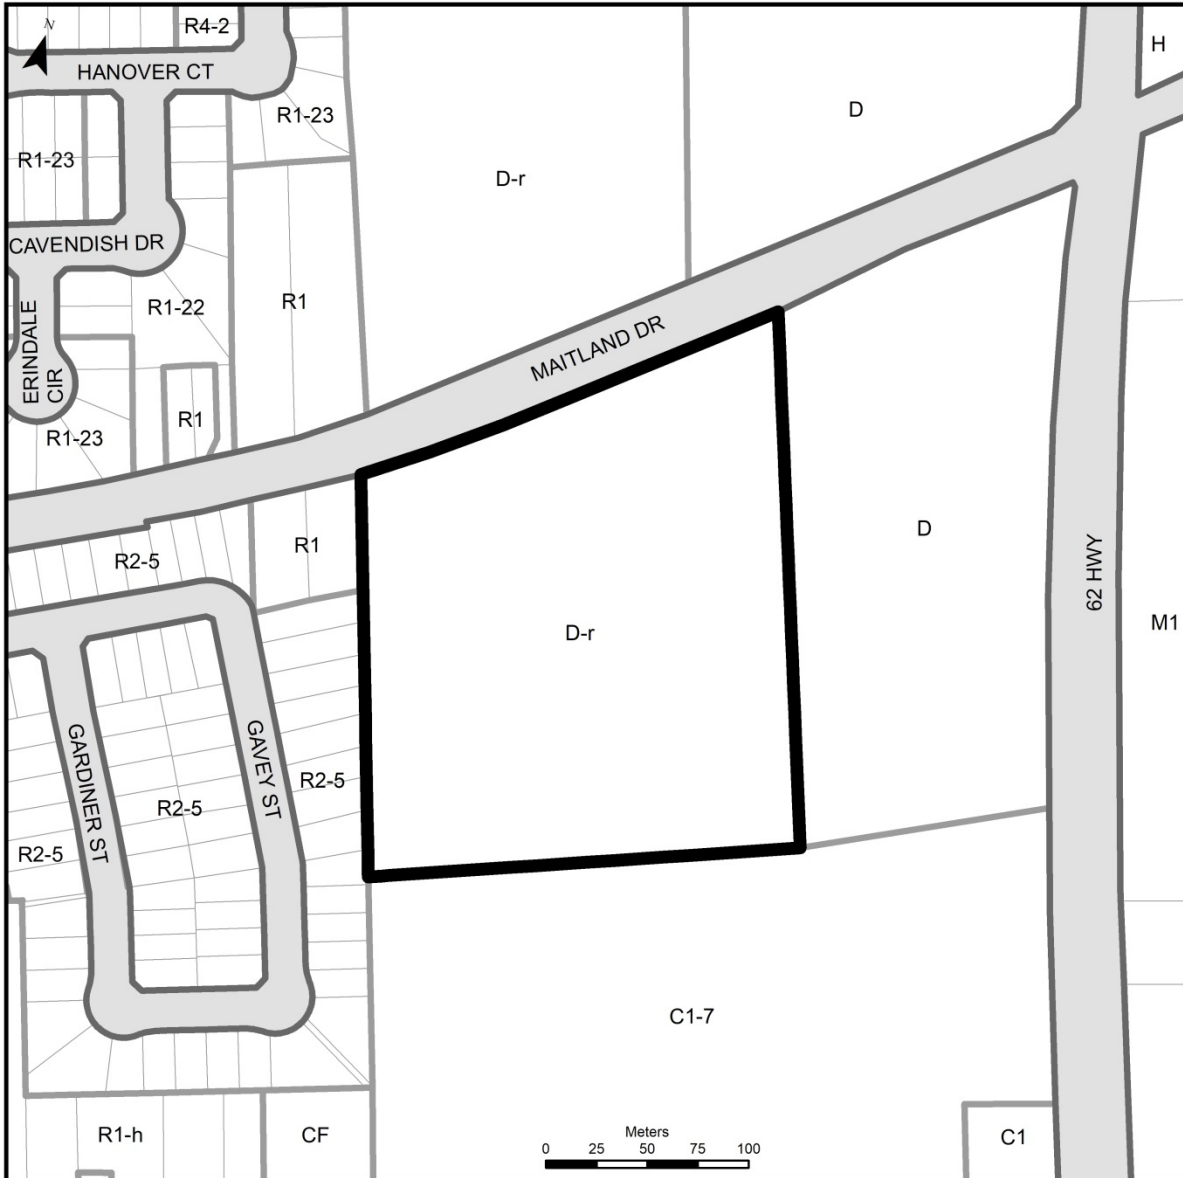 N
R4-2
H
HANOVER CT
R1-23
D
R1-23
D-r
CAVENDISH DR
R1-22
R1
ERINDALE
CIR
MAITLAND DR
R1
R1-23
R2-5
R1
D
62 HWY
M1
D-r
GARDINER ST
GAVEY ST
R2-5
R2-5
R2-5
C1-7
R1-h
CF
Meters
0 25 50 75 100
C1